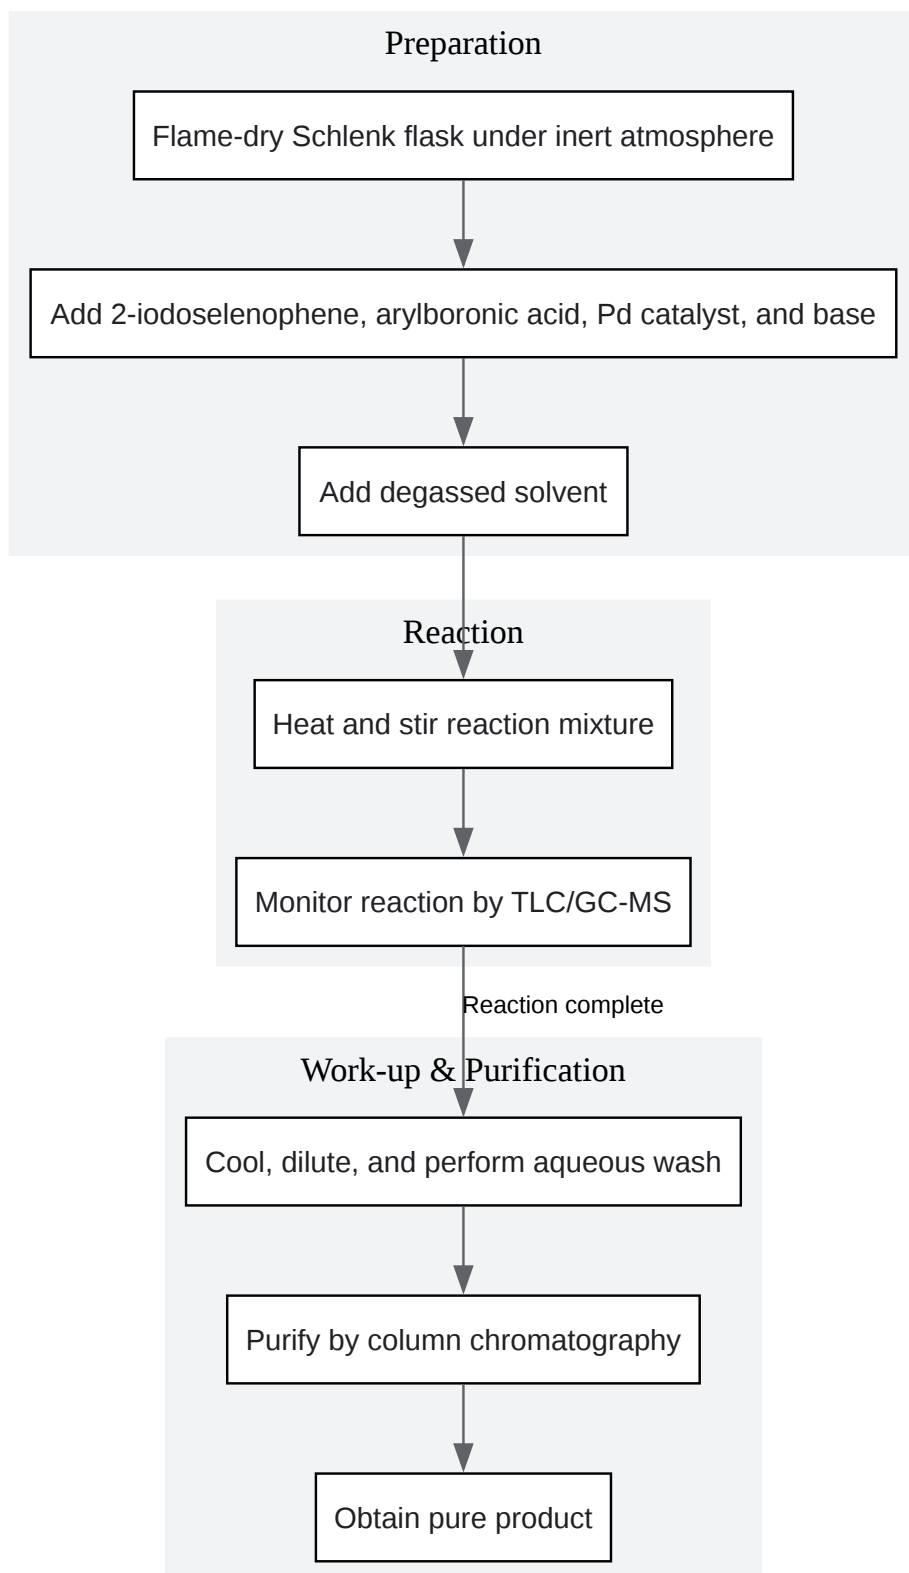 Preparation
Flame-dry Schlenk flask under inert atmosphere
Add 2-iodoselenophene, arylboronic acid, Pd catalyst, and base
Add degassed solvent
Reaction
Heat and stir reaction mixture
Monitor reaction by TLC/GC-MS
Reaction complete
Work-up & Purification
Cool, dilute, and perform aqueous wash
Purify by column chromatography
Obtain pure product